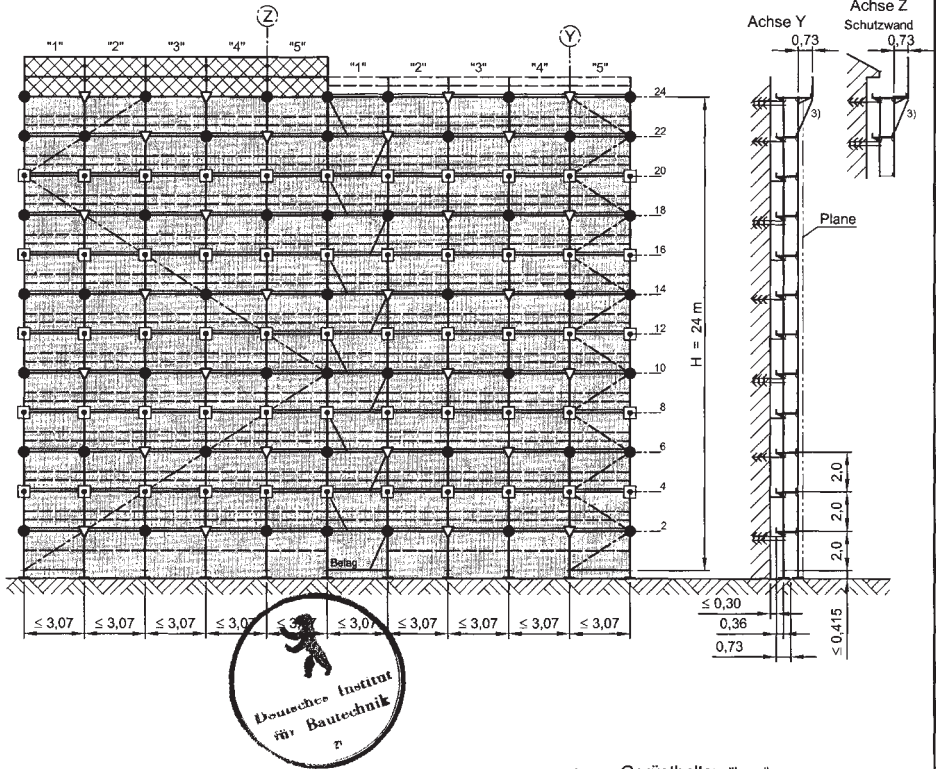 Z
Achse Y
0,73
Achse Z
Schutzwand
0,73
Y
"1" "2" "3" "4" "5"
"1" "2" "3" "4" "5"
24
3)
3)
22
20
18
Plane
16
14
12
H = 24 m
10
8
6
2,0
4
2,0
2
2,0
Belag
≤ 3,07 ≤ 3,07 ≤ 3,07 ≤ 3,07 ≤ 3,07 ≤ 3,07 ≤ 3,07 ≤ 3,07 ≤ 3,07 ≤ 3,07
≤ 0,30
0,36
0,73
≤ 0,415
Deutsches Institut
für Bautechnik